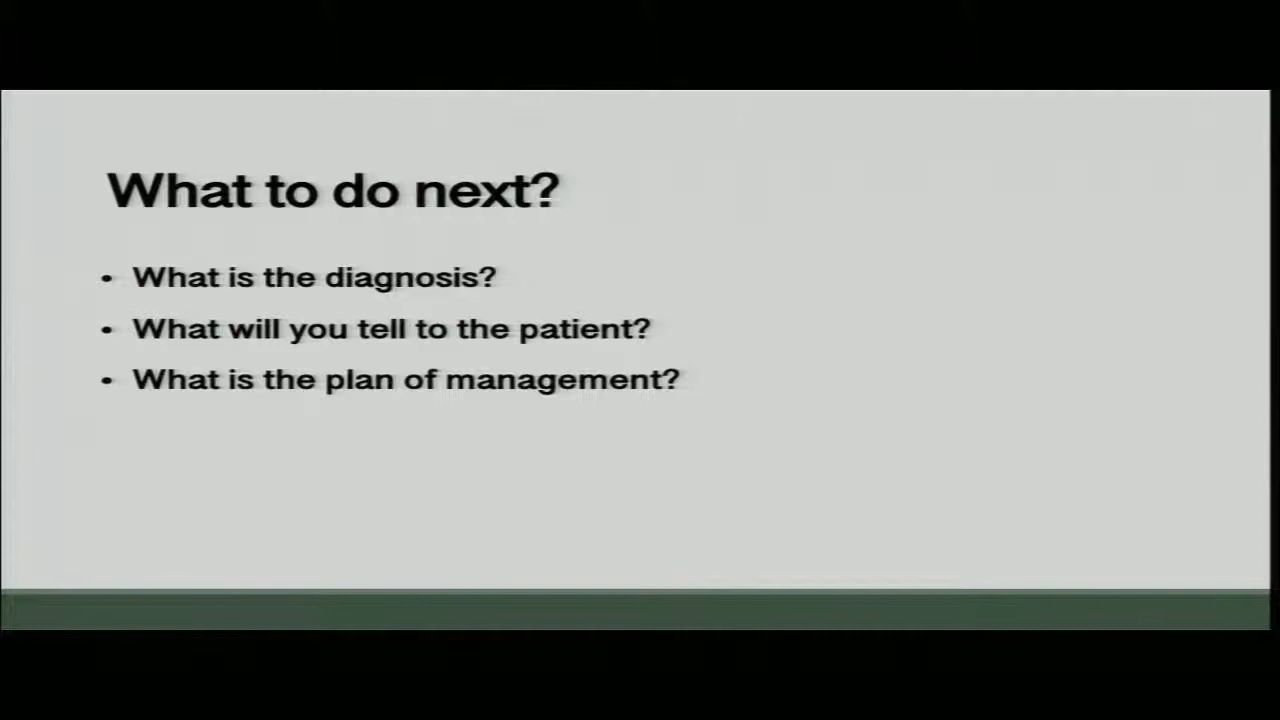 What to do next?
• What is the diagnosis?
• What will you tell to the patient?
• What is the plan of management?